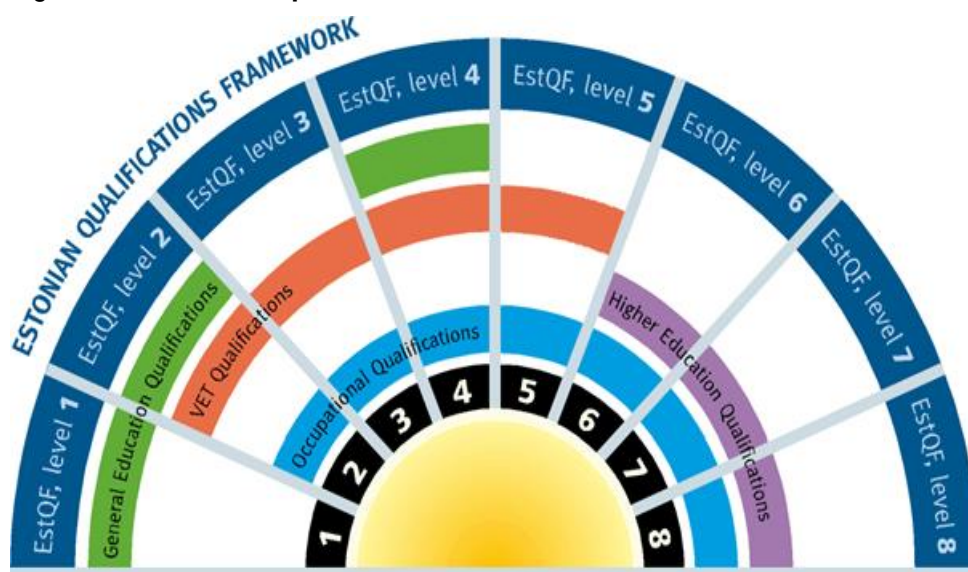 ESTONIAN QUALIFICATIONS FRAMEWORK
EstQF, level 1
EstQF, level 2
EstQF, level 3
EstQF, level 4
EstQF, level 5
EstQF, level 6
EstQF, level 7
EstQF, level 8
General Education Qualifications
VET Qualifications
Occupational Qualifications
Higher Education Qualifications
1
2
3
4
5
6
7
8